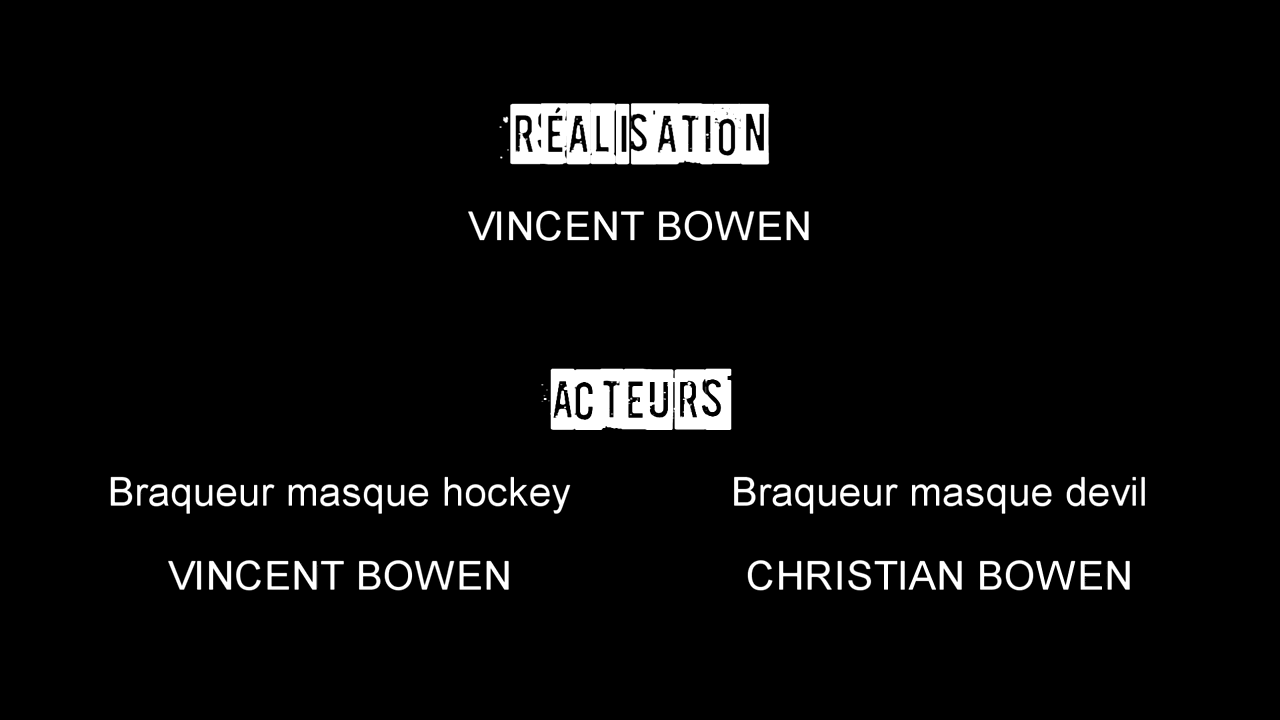 RÉALISATION
VINCENT BOWEN
ACTEURS
Braqueur masque hockey
Braqueur masque devil
VINCENT BOWEN
CHRISTIAN BOWEN